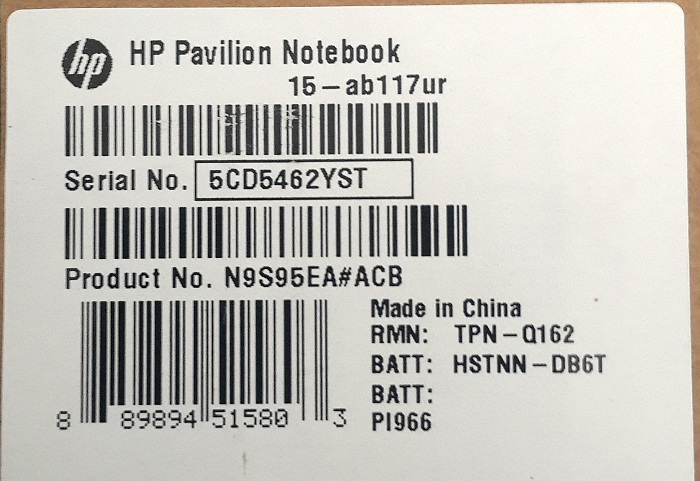 hp HP Pavilion Notebook
15-ab117ur
Serial No. 5CD5462YST
Product No. N9S95EA#ACB
Made in China
RMN: TPN-Q162
BATT: HSTNN-DB6T
BATT:
PI966
8 89894 51580 3